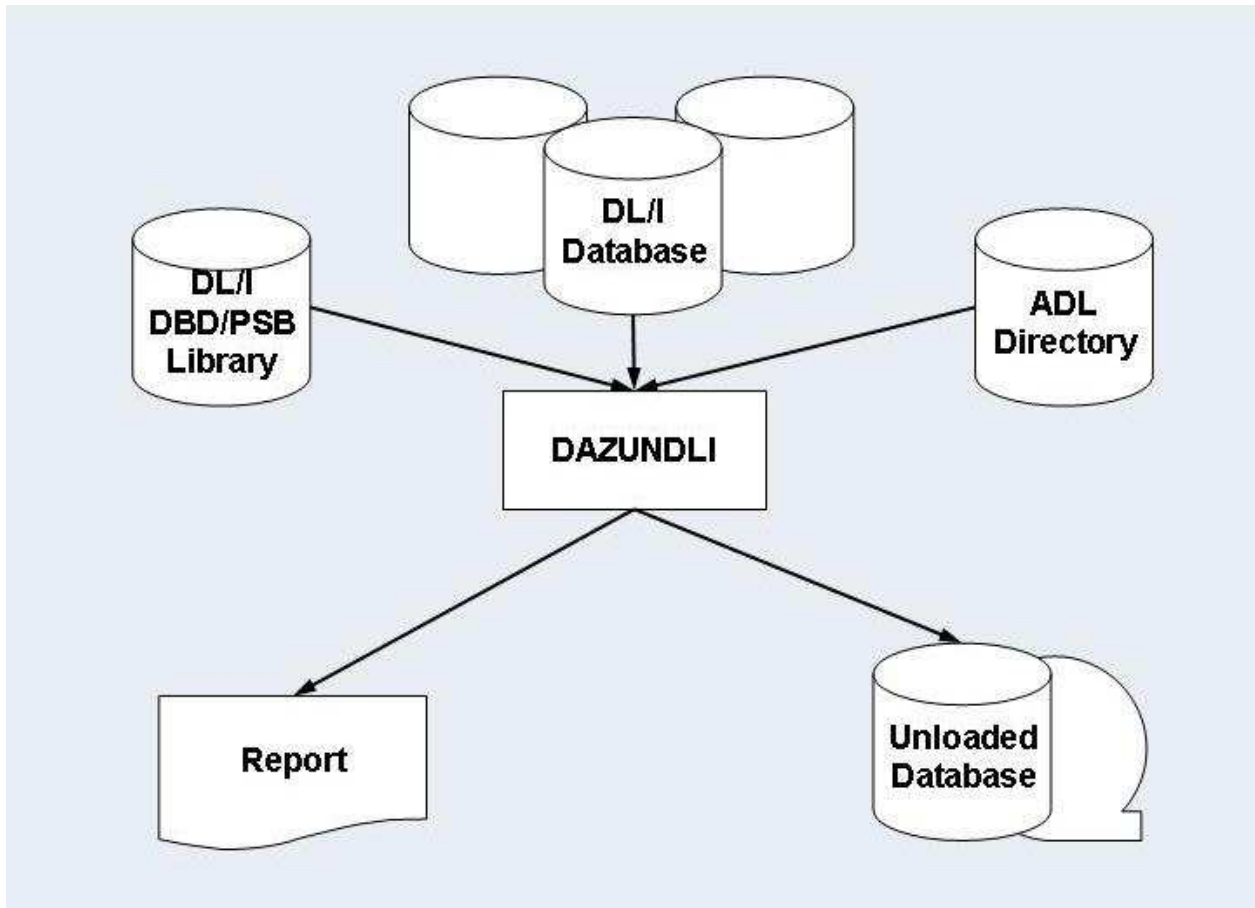 DL/I
Database
DL/I
DBD/PSB
Library
ADL
Directory
DAZUNDLI
Report
Unloaded
Database